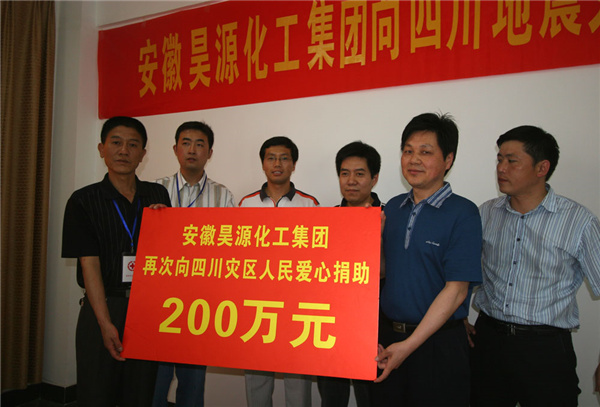 安徽昊源化工集团向四川地震
安徽昊源化工集团
再次向四川灾区人民爱心捐助
200万元